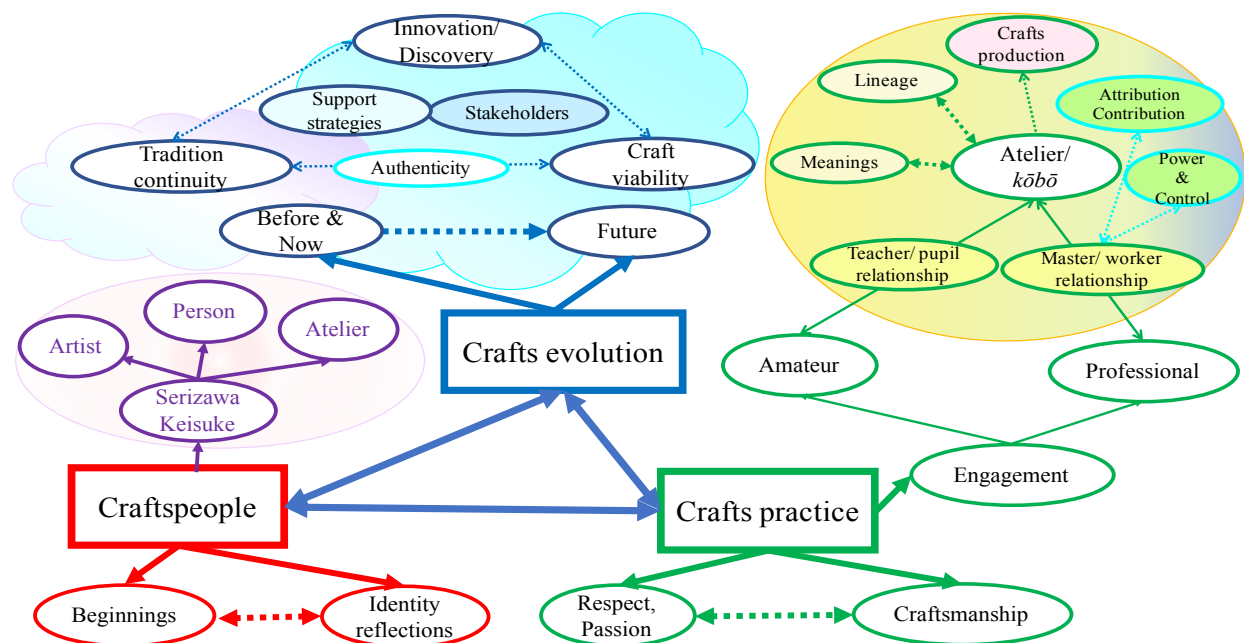 Innovation/
Discovery
Support
strategies
Stakeholders
Tradition
continuity
Authenticity
Craft
viability
Before &
Now
Future
Crafts
production
Lineage
Attribution
Contribution
Meanings
Atelier/
kōbō
Power
&
Control
Teacher/ pupil
relationship
Master/ worker
relationship
Person
Artist
Atelier
Serizawa
Keisuke
Crafts evolution
Amateur
Professional
Engagement
Craftspeople
Crafts practice
Beginnings
Identity
reflections
Respect,
Passion
Craftsmanship